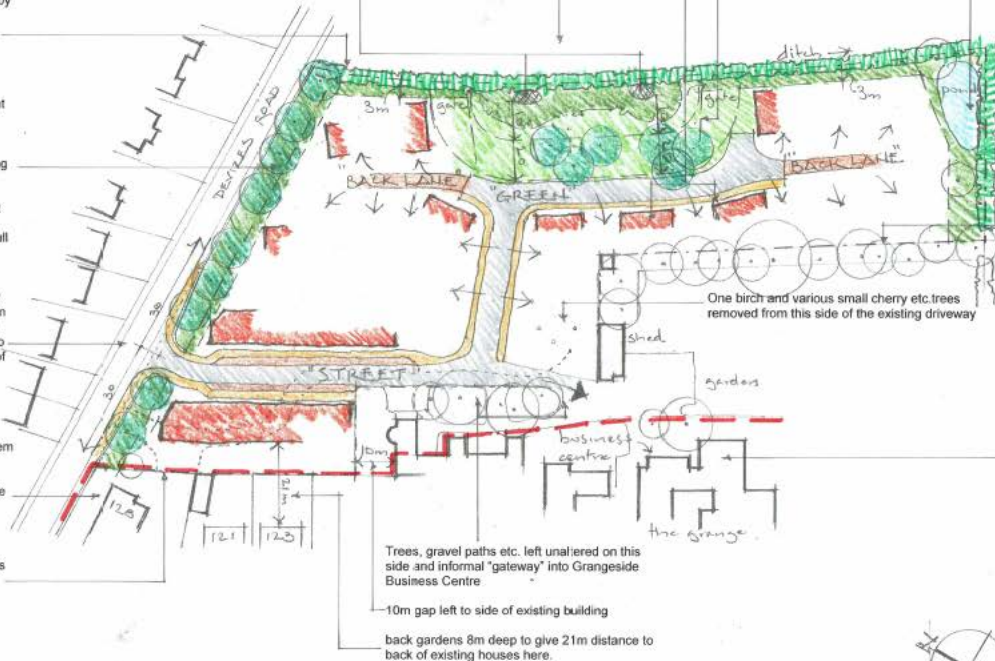 ditch
3m
gate
gate
3m
pond
DEVIZES ROAD
"BACK LANE"
"GREEN"
"BACK LANE"
30
30
One birch and various small cherry etc.trees
removed from this side of the existing driveway
shed
"STREET"
gardens
10m
business
centre
21m
128
121
123
the grange
Trees, gravel paths etc. left unaltered on this
side and informal "gateway" into Grangeside
Business Centre
10m gap left to side of existing building
back gardens 8m deep to give 21m distance to
back of existing houses here.